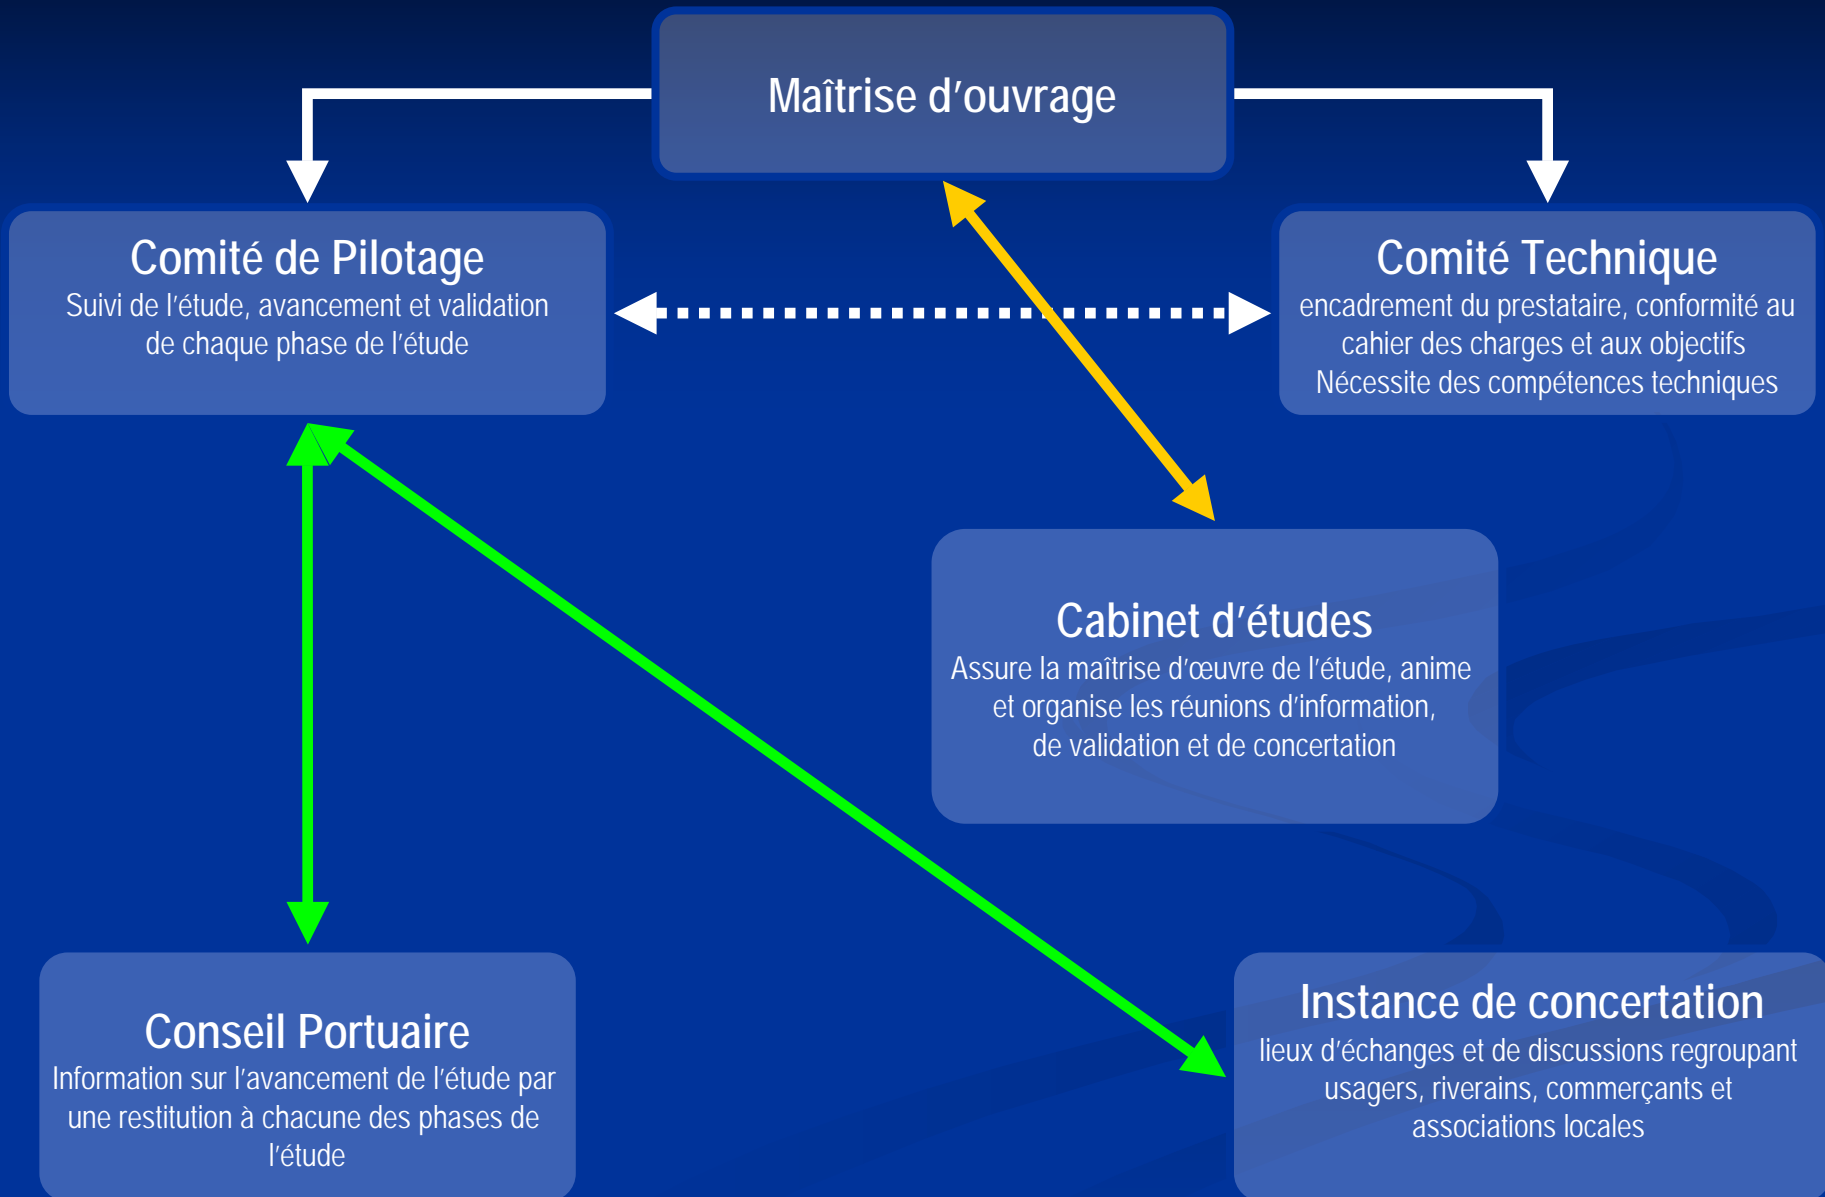 Maîtrise d’ouvrage
Comité de Pilotage
Suivi de l’étude, avancement et validation
de chaque phase de l’étude
Comité Technique
encadrement du prestataire, conformité au
cahier des charges et aux objectifs
Nécessite des compétences techniques
Cabinet d’études
Assure la maîtrise d’œuvre de l’étude, anime
et organise les réunions d’information,
de validation et de concertation
Conseil Portuaire
Information sur l’avancement de l’étude par
une restitution à chacune des phases de
l’étude
Instance de concertation
lieux d’échanges et de discussions regroupant
usagers, riverains, commerçants et
associations locales